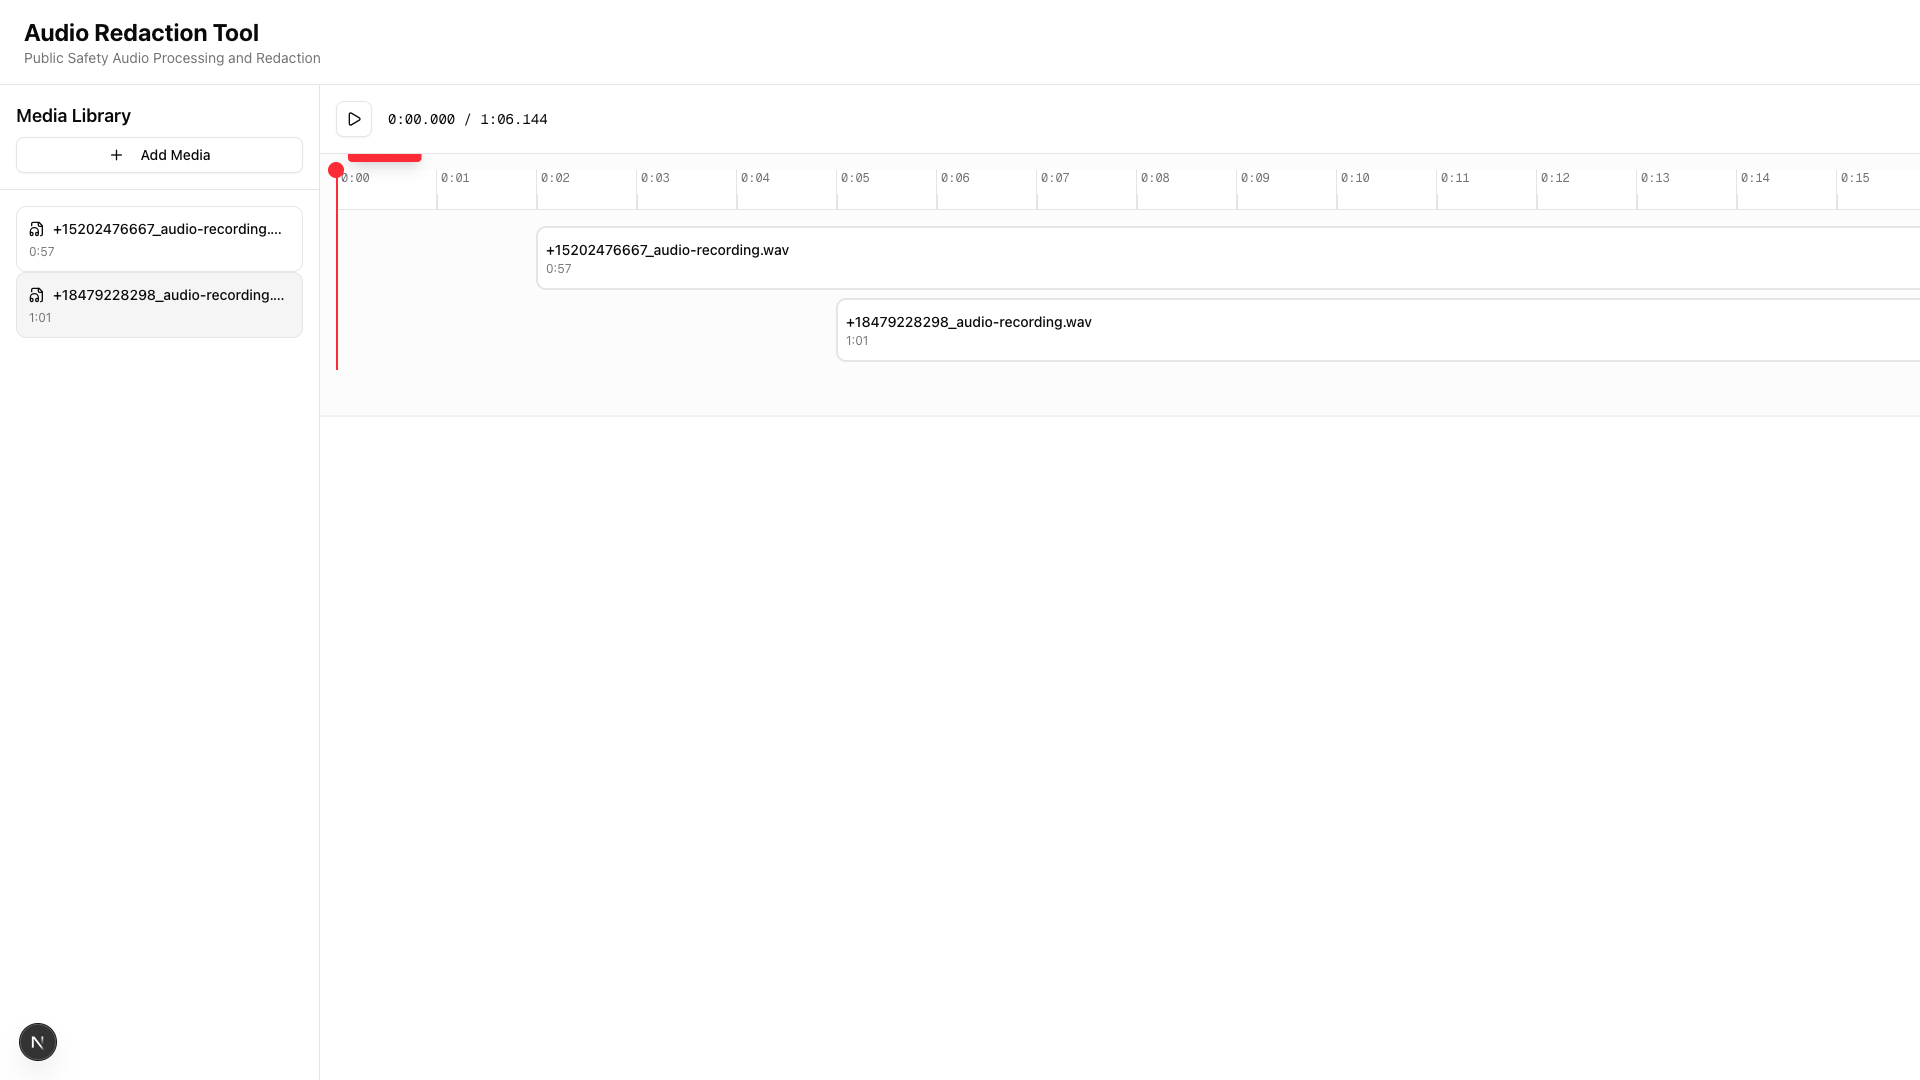 Audio Redaction Tool
Public Safety Audio Processing and Redaction
Media Library
Add Media
+15202476667_audio-recording....
0:57
+18479228298_audio-recording....
1:01
0:00.000 / 1:06.144
0:00 0:01 0:02 0:03 0:04 0:05 0:06 0:07 0:08 0:09 0:10 0:11 0:12 0:13 0:14 0:15
+15202476667_audio-recording.wav
0:57
+18479228298_audio-recording.wav
1:01
N